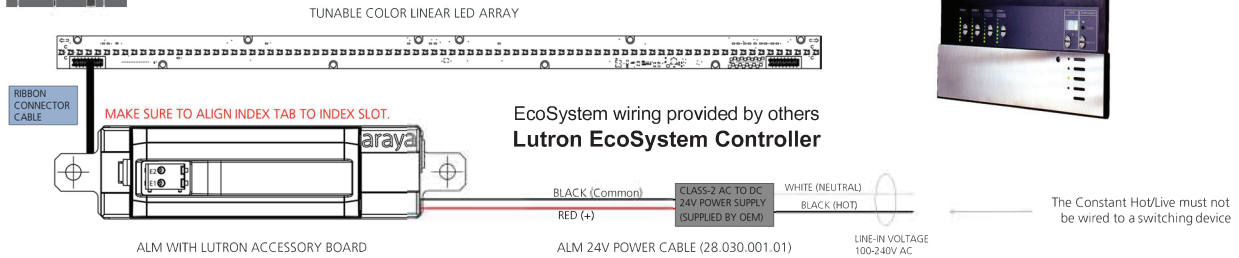 TUNABLE COLOR LINEAR LED ARRAY
RIBBON
CONNECTOR
CABLE
MAKE SURE TO ALIGN INDEX TAB TO INDEX SLOT.
EcoSystem wiring provided by others
Lutron EcoSystem Controller
araya
E2
E1
BLACK (Common)
RED (+)
CLASS-2 AC TO DC
24V POWER SUPPLY
(SUPPLIED BY OEM)
WHITE (NEUTRAL)
BLACK (HOT)
The Constant Hot/Live must not
be wired to a switching device
LINE-IN VOLTAGE
100-240V AC
ALM WITH LUTRON ACCESSORY BOARD
ALM 24V POWER CABLE (28.030.001.01)